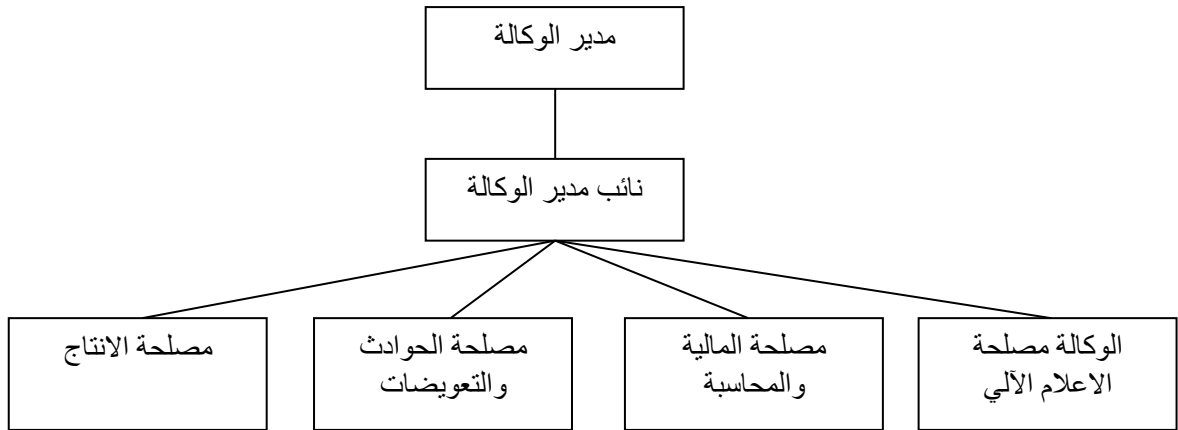 مدير الوكالة
نائب مدير الوكالة
الوكالة مصلحة
الاعلام الآلي
مصلحة المالية
والمحاسبة
مصلحة الحوادث
والتعويضات
مصلحة الانتاج